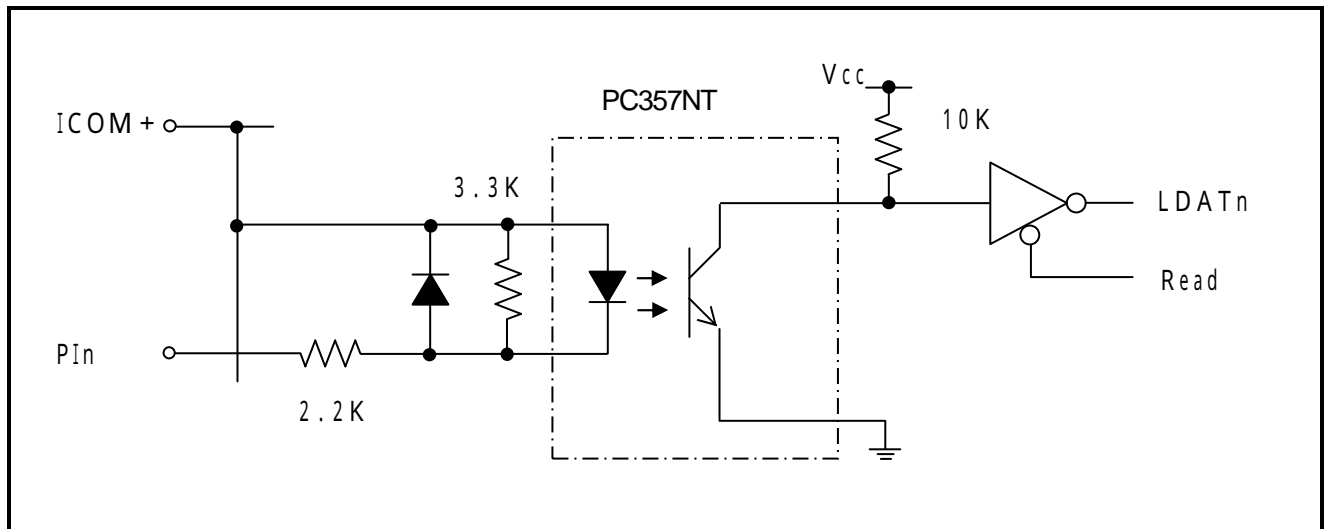 Vcc
PC357NT
10K
ICOM+
3.3K
LDATn
Read
PIn
2.2K